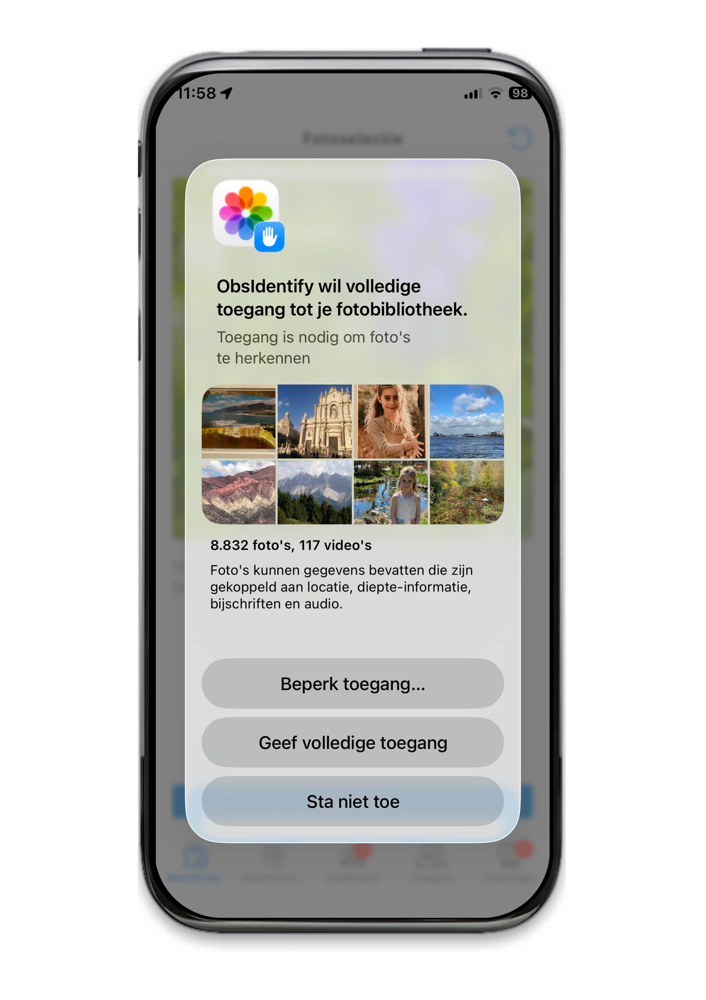 11:58
98
Fotoselectie
ObsIdentify wil volledige
toegang tot je fotobibliotheek.
Toegang is nodig om foto's
te herkennen
8.832 foto's, 117 video's
Foto's kunnen gegevens bevatten die zijn
gekoppeld aan locatie, diepte-informatie,
bijschriften en audio.
Beperk toegang...
Geef volledige toegang
Sta niet toe